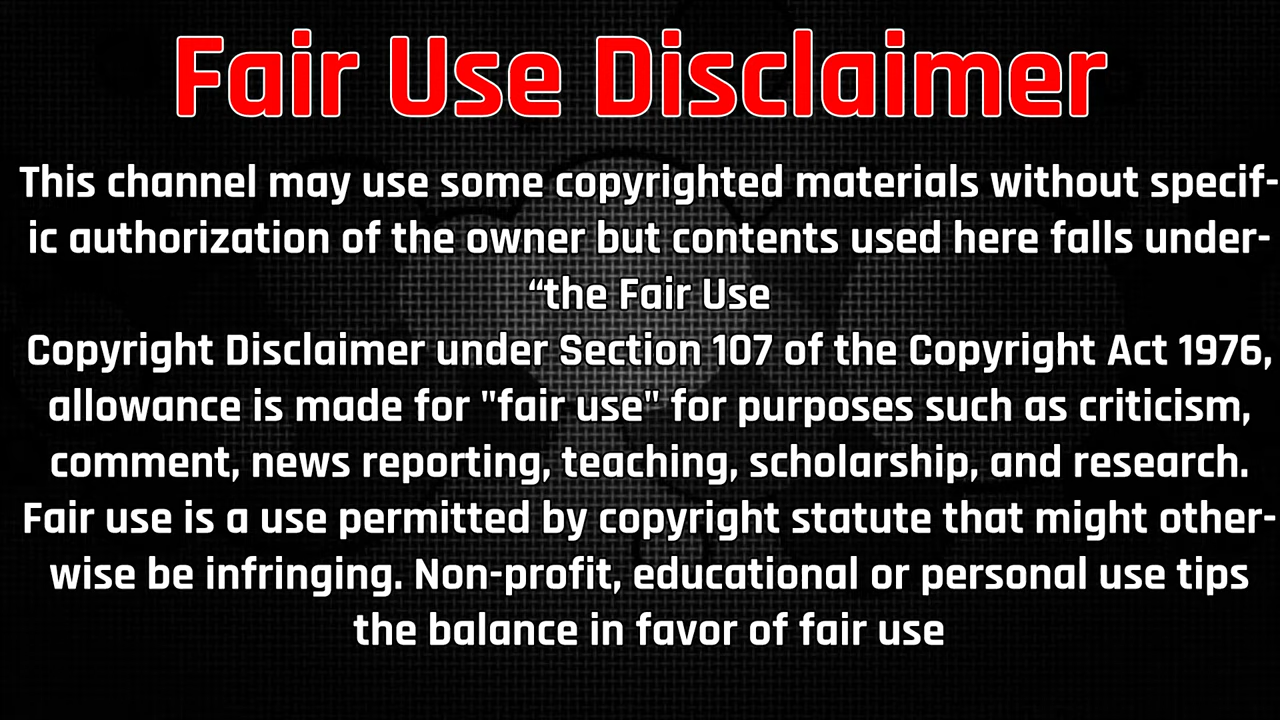 Fair Use Disclaimer
This channel may use some copyrighted materials without specif-
ic authorization of the owner but contents used here falls under-
“the Fair Use
Copyright Disclaimer under Section 107 of the Copyright Act 1976,
allowance is made for "fair use" for purposes such as criticism,
comment, news reporting, teaching, scholarship, and research.
Fair use is a use permitted by copyright statute that might other-
wise be infringing. Non-profit, educational or personal use tips
the balance in favor of fair use